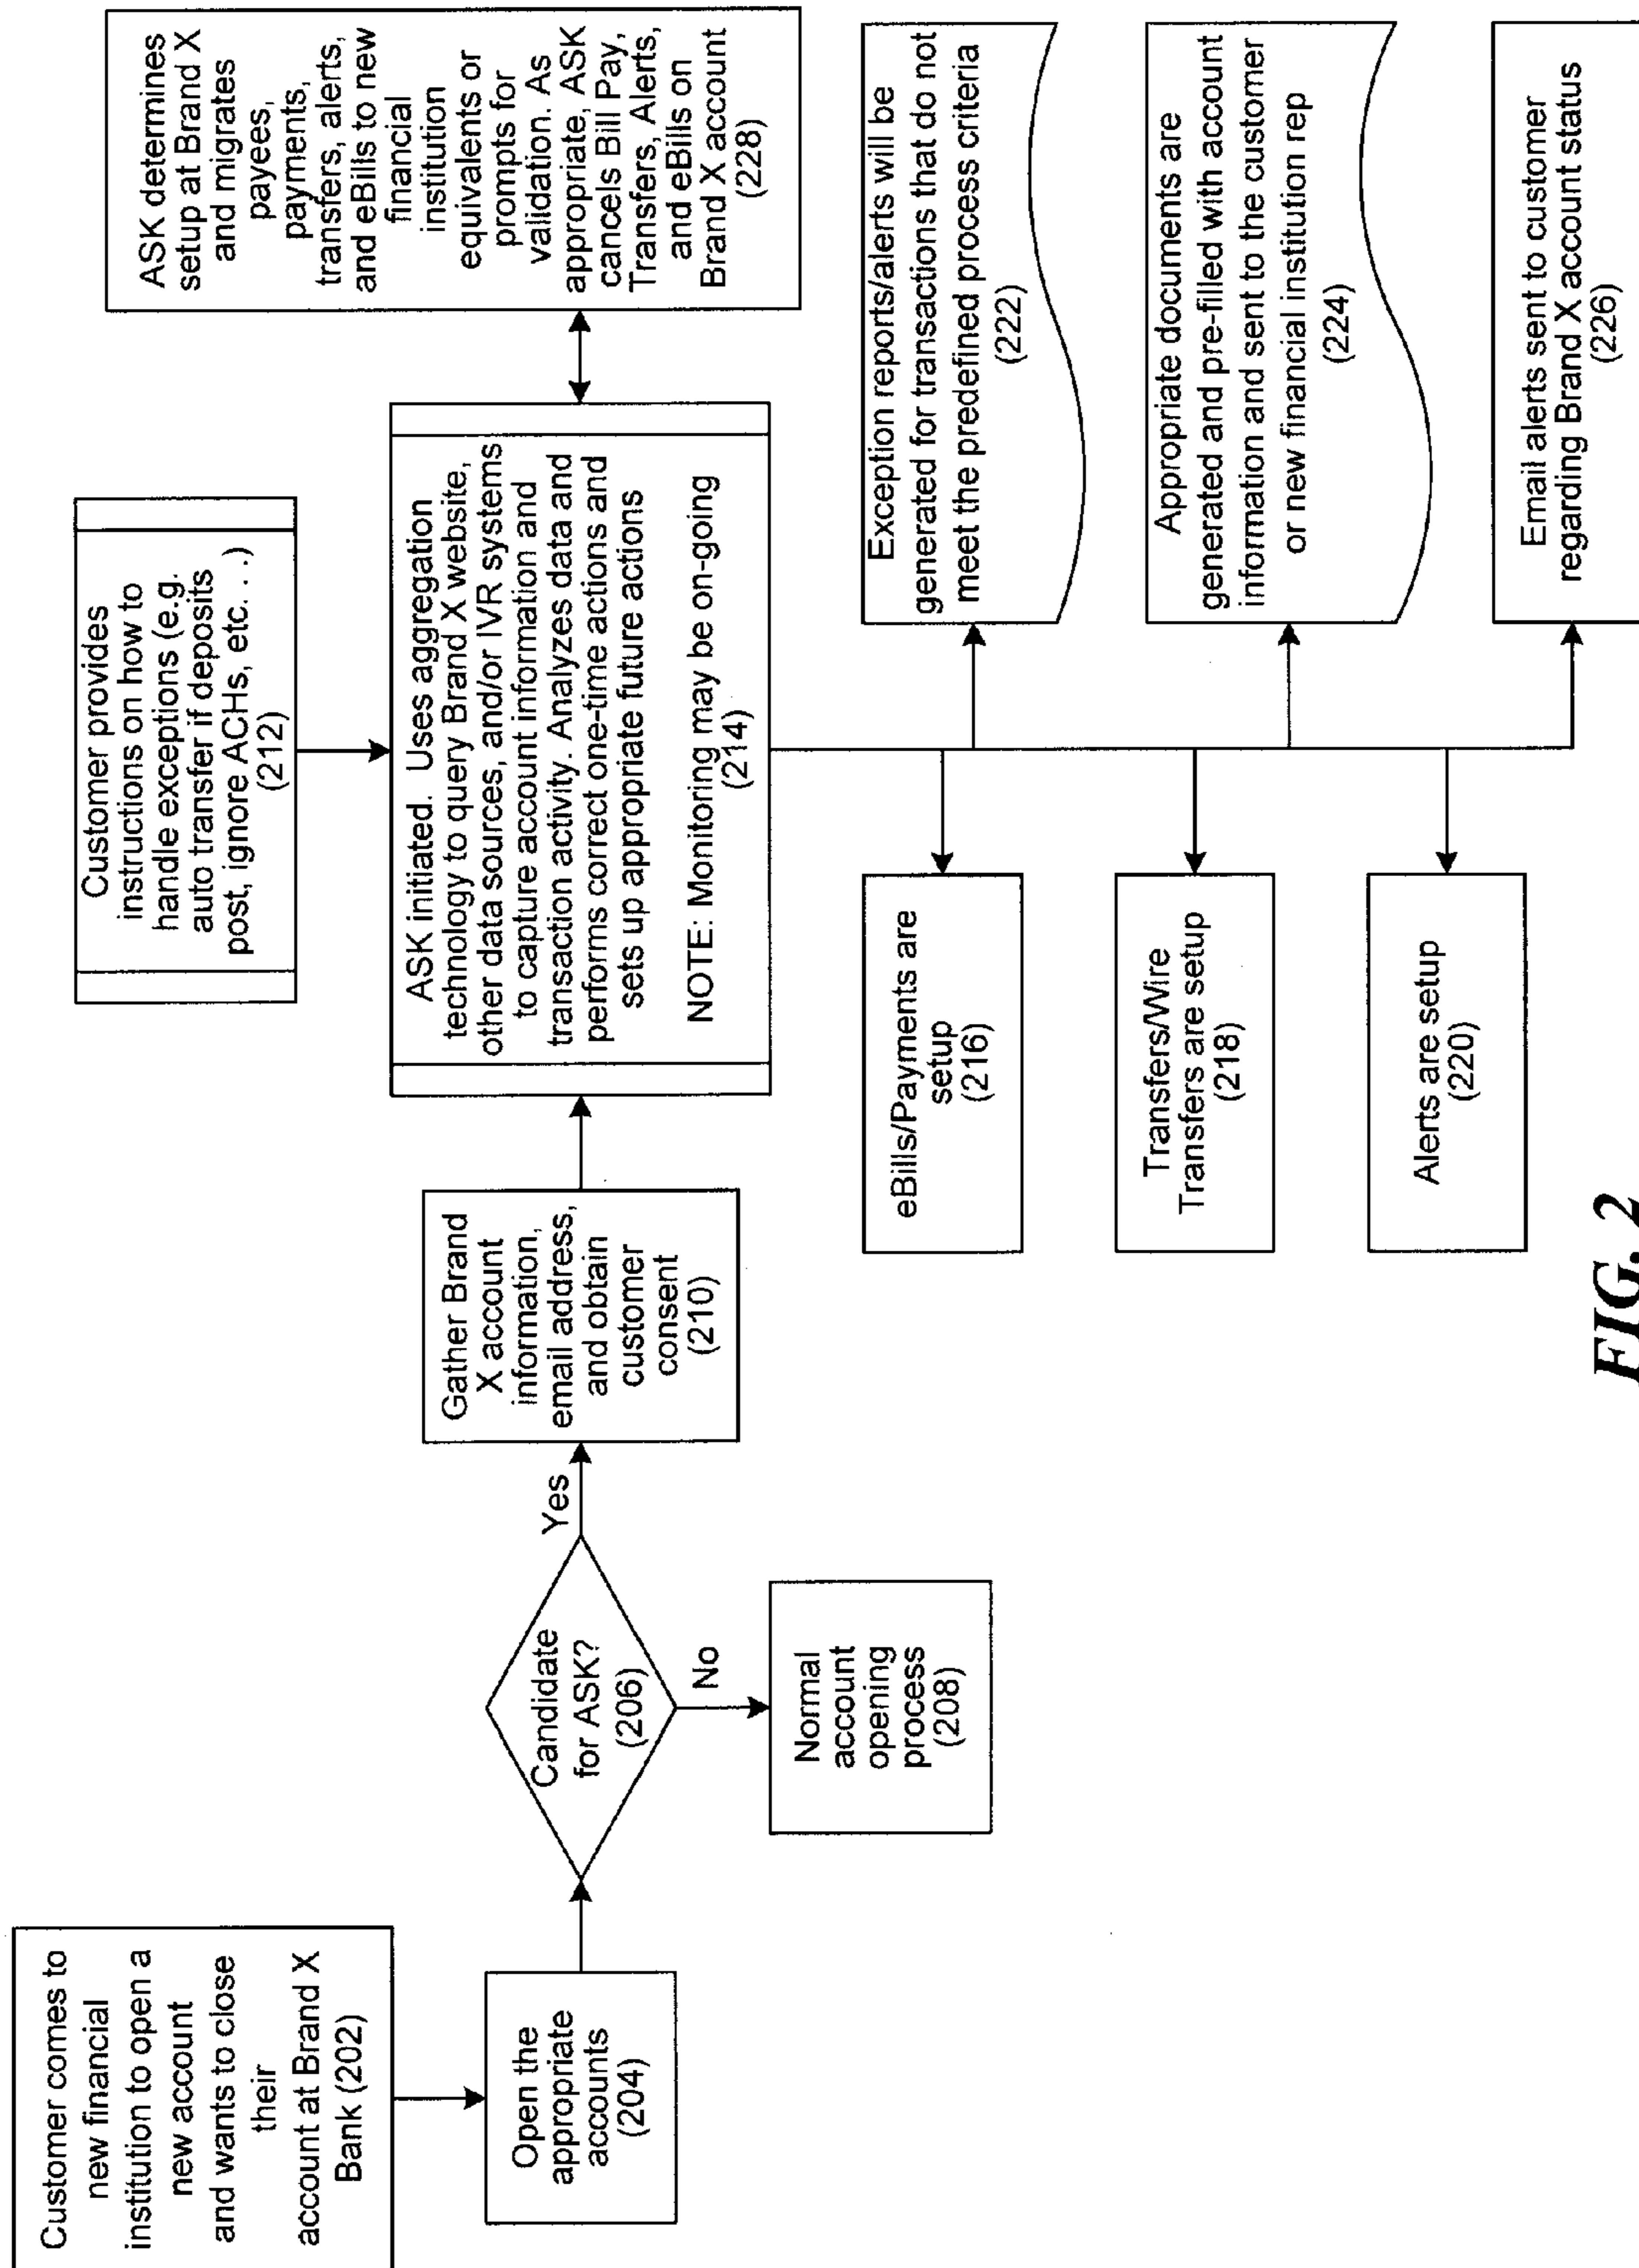 Customer comes to
new financial
institution to open a
new account
and wants to close
their
account at Brand X
Bank (202)
Open the
appropriate
accounts
(204)
Candidate
for ASK?
(206)
Yes
No
Normal
account
opening
process
(208)
Gather Brand
X account
information,
email address,
and obtain
customer
consent
(210)
Customer provides
instructions on how to
handle exceptions (e.g.
auto transfer if deposits
post, ignore ACHs, etc. . .)
(212)
ASK initiated. Uses aggregation
technology to query Brand X website,
other data sources, and/or IVR systems
to capture account information and
transaction activity. Analyzes data and
performs correct one-time actions and
sets up appropriate future actions
NOTE: Monitoring may be on-going
(214)
ASK determines
setup at Brand X
and migrates
payees,
payments,
transfers, alerts,
and eBills to new
financial
institution
equivalents or
prompts for
validation. As
appropriate, ASK
cancels Bill Pay,
Transfers, Alerts,
and eBills on
Brand X account
(228)
eBills/Payments are
setup
(216)
Transfers/Wire
Transfers are setup
(218)
Alerts are setup
(220)
Exception reports/alerts will be
generated for transactions that do not
meet the predefined process criteria
(222)
Appropriate documents are
generated and pre-filled with account
information and sent to the customer
or new financial institution rep
(224)
Email alerts sent to customer
regarding Brand X account status
(226)
FIG. 2